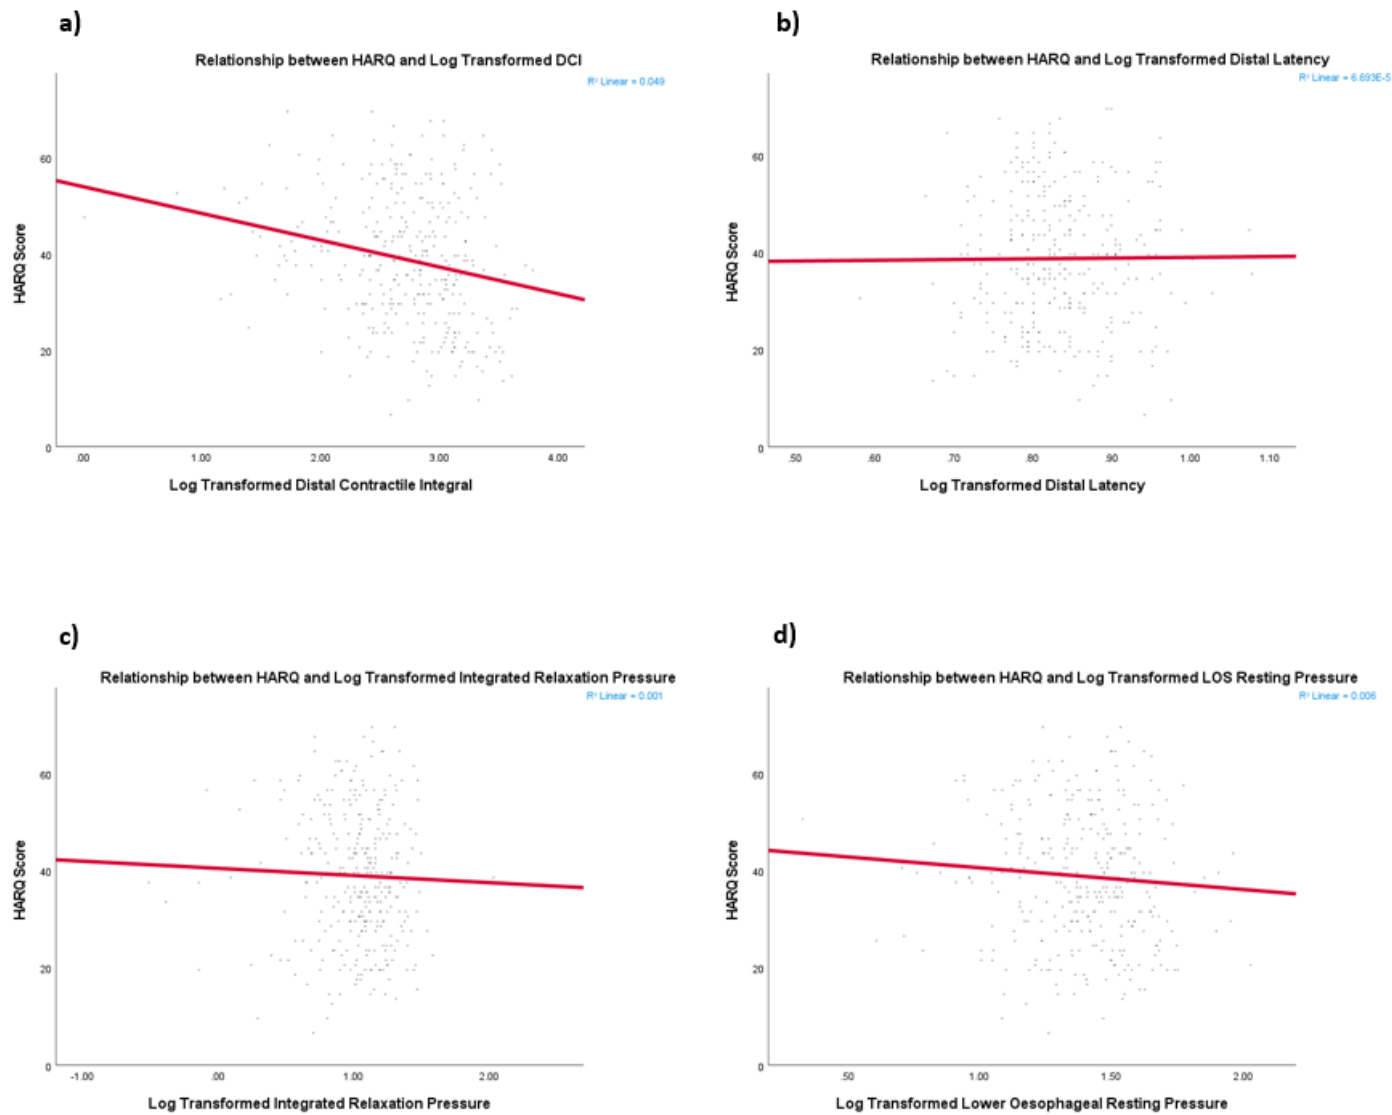 a)
Relationship between HARQ and Log Transformed DCI
R² Linear = 0.049
HARQ Score
60
40
20
0
.00 1.00 2.00 3.00 4.00
Log Transformed Distal Contractile Integral
b)
Relationship between HARQ and Log Transformed Distal Latency
R² Linear = 6.693E-5
HARQ Score
60
40
20
0
.50 .60 .70 .80 .90 1.00 1.10
Log Transformed Distal Latency
c)
Relationship between HARQ and Log Transformed Integrated Relaxation Pressure
R² Linear = 0.001
HARQ Score
60
40
20
0
-1.00 .00 1.00 2.00
Log Transformed Integrated Relaxation Pressure
d)
Relationship between HARQ and Log Transformed LOS Resting Pressure
R² Linear = 0.006
HARQ Score
60
40
20
0
.50 1.00 1.50 2.00
Log Transformed Lower Oesophageal Resting Pressure